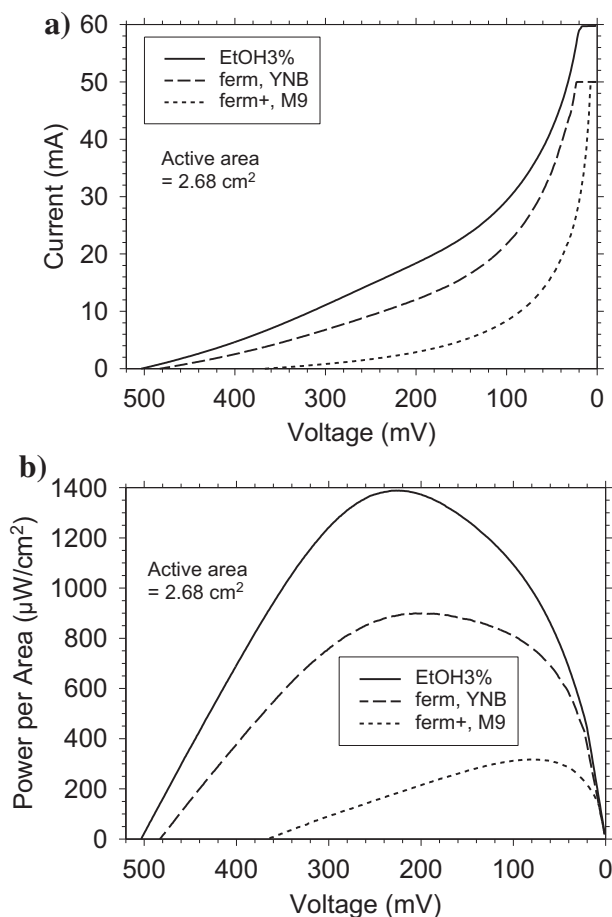 a)
60
50
40
30
20
10
0
Current (mA)
EtOH3%
ferm, YNB
ferm+, M9
Active area
= 2.68 cm²
500 400 300 200 100 0
Voltage (mV)
b)
1400
1200
1000
800
600
400
200
0
Power per Area (µW/cm²)
Active area
= 2.68 cm²
EtOH3%
ferm, YNB
ferm+, M9
500 400 300 200 100 0
Voltage (mV)